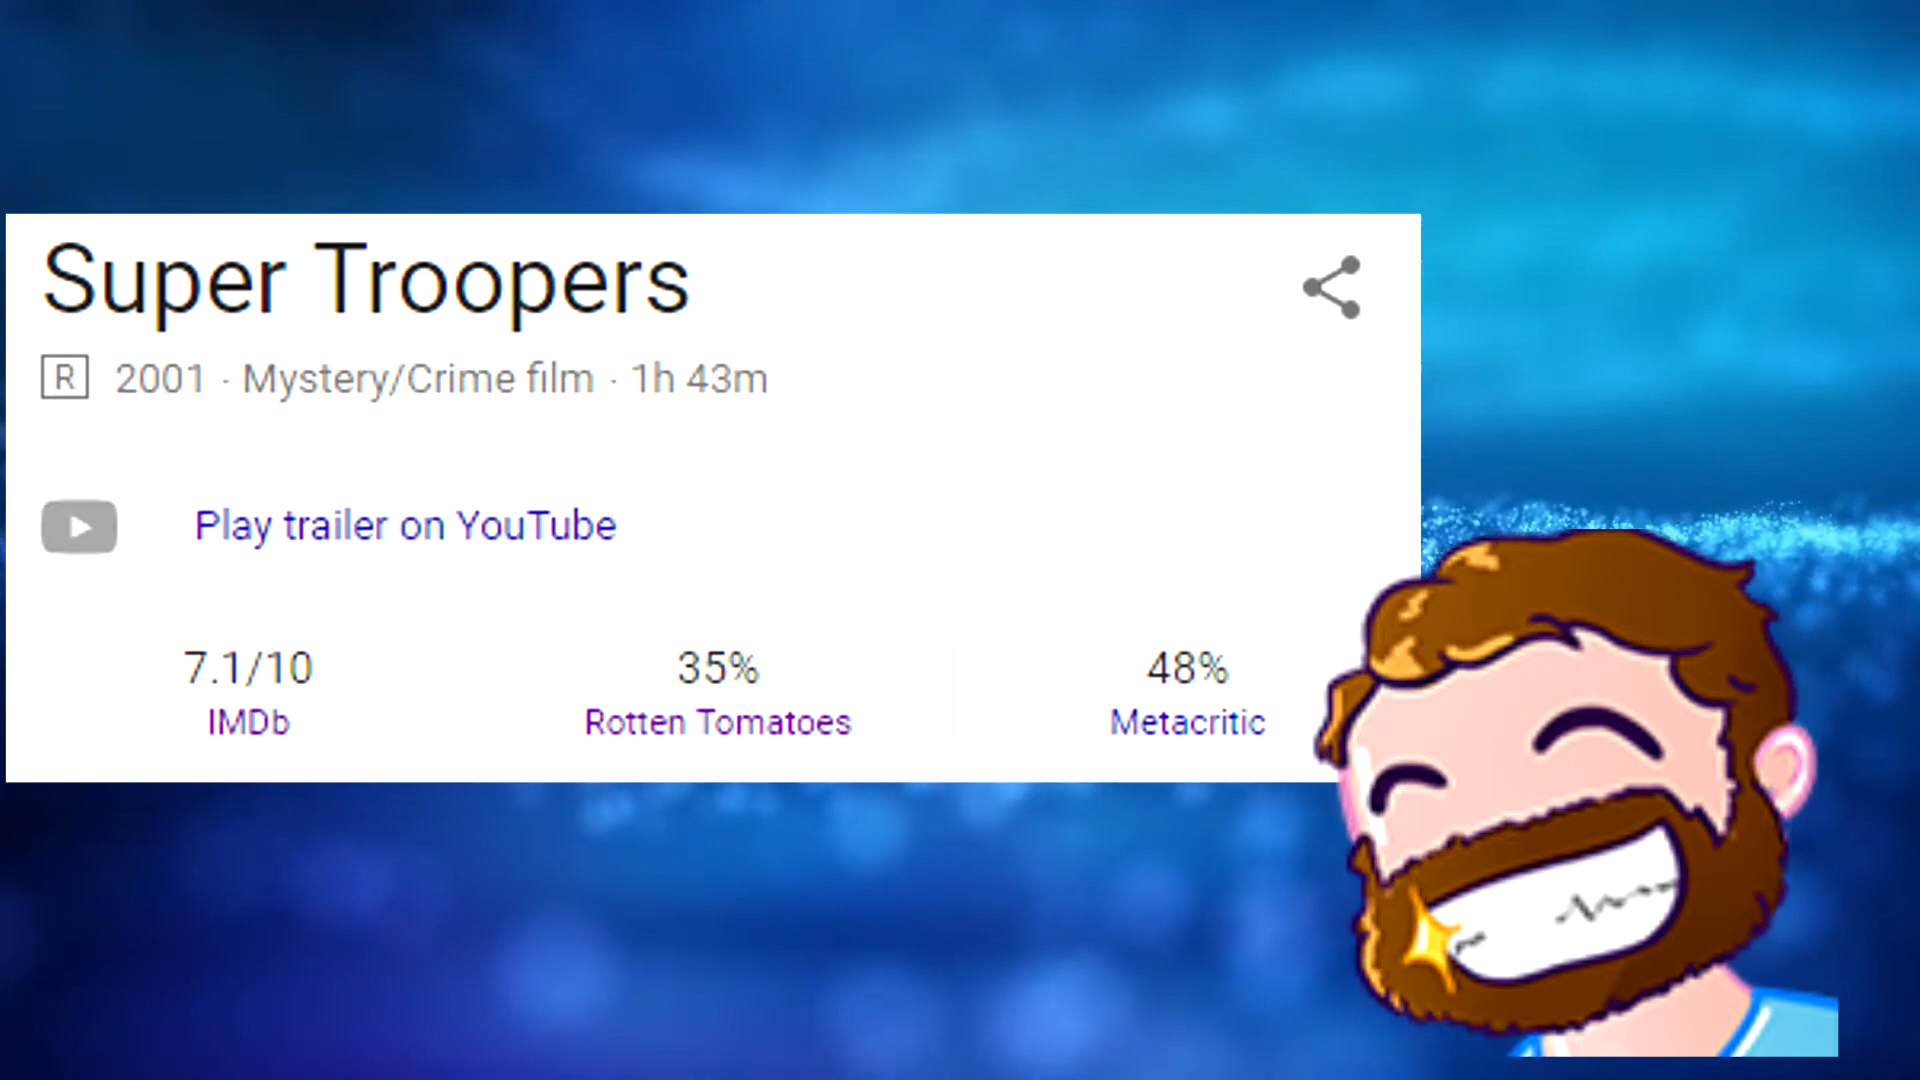 Super Troopers
R 2001 · Mystery/Crime film · 1h 43m
Play trailer on YouTube
7.1/10 35% 48%
IMDb Rotten Tomatoes Metacritic